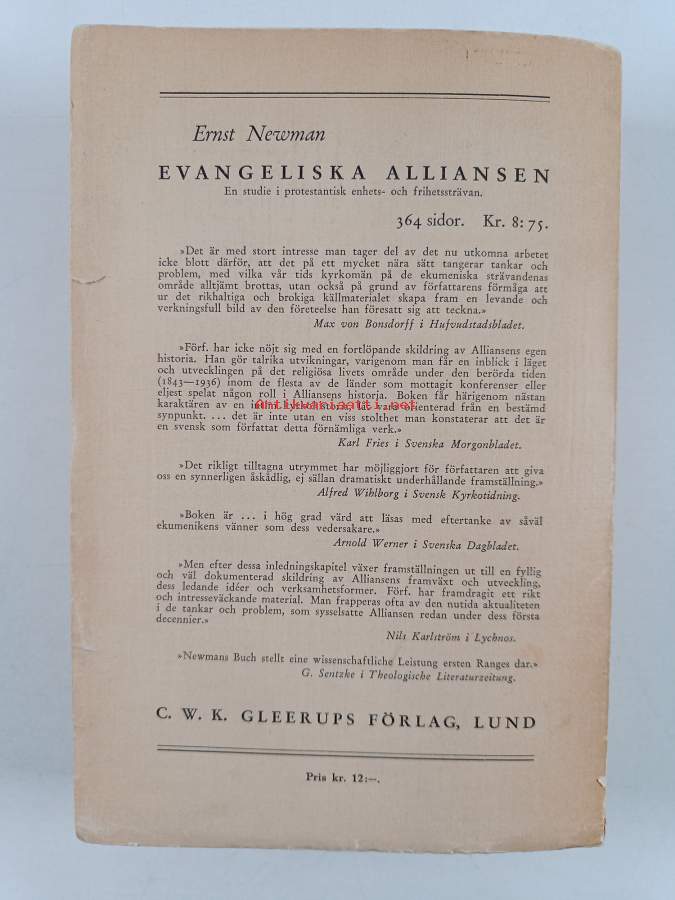 Ernst Newman
EVANGELISKA ALLIANSEN
En studie i protestantisk enhets- och frihetssträvan.
364 sidor. Kr. 8: 75.
»Det är med stort intresse man tager del av det nu utkomna arbetet
icke blott därför, att det på ett mycket nära sätt tangerar tankar och
problem, med vilka vår tids kyrkomän på de ekumeniska strävandenas
område alltjämt brottas, utan också på grund av författarens förmåga att
ur det rikhaltiga och brokiga källmaterialet skapa fram en levande och
verkningsfull bild av den företeelse han föresatt sig att teckna.»
Max von Bonsdorff i Hufvudstadsbladet.
»Förf. har icke nöjt sig med en fortlöpande skildring av Alliansens egen
historia. Han gör talrika utvikningar, varigenom man får en inblick i läget
och utvecklingen på det religiösa livets område under den berörda tiden
(1843—1936) inom de flesta av de länder som mottagit konferenser eller
eljest spelat någon roll i Alliansens historia. Boken får härigenom nästan
karaktären av en intim kyrkohistoria, låt vara orienterad från en bestämd
antikvaari.net
synpunkt. ... det är inte utan en viss stolthet man konstaterar att det är
en svensk som författat detta förnämliga verk.»
Karl Fries i Svenska Morgonbladet.
»Det rikligt tilltagna utrymmet har möjliggjort för författaren att giva
oss en synnerligen åskådlig, ej sällan dramatiskt underhållande framställning.»
Alfred Wihlborg i Svensk Kyrkotidning.
»Boken är ... i hög grad värd att läsas med eftertanke av såväl
ekumenikens vänner som dess vedersakare.»
Arnold Werner i Svenska Dagbladet.
»Men efter dessa inledningskapitel växer framställningen ut till en fyllig
och väl dokumenterad skildring av Alliansens framväxt och utveckling,
dess ledande idéer och verksamhetsformer. Förf. har framdragit ett rikt
och intresseväckande material. Man frapperas ofta av den nutida aktualiteten
i de tankar och problem, som sysselsatte Alliansen redan under dess första
decennier.»
Nils Karlström i Lychnos.
»Newmans Buch stellt eine wissenschaftliche Leistung ersten Ranges dar.»
G. Sentzke i Theologische Literaturzeitung.
C. W. K. GLEERUPS FÖRLAG, LUND
Pris kr. 12:—.